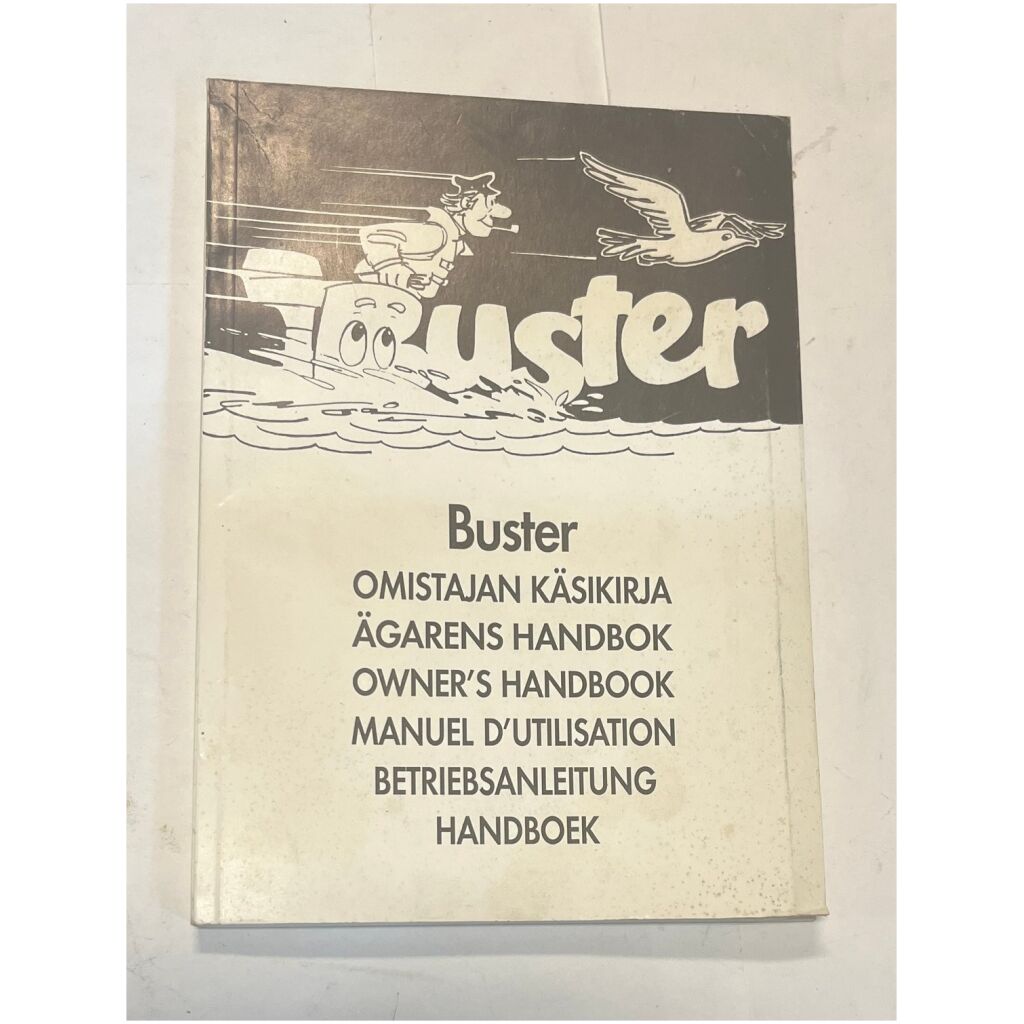 Buster
Buster
OMISTAJAN KÄSIKIRJA
ÄGARENS HANDBOK
OWNER'S HANDBOOK
MANUEL D'UTILISATION
BETRIEBSANLEITUNG
HANDBOEK